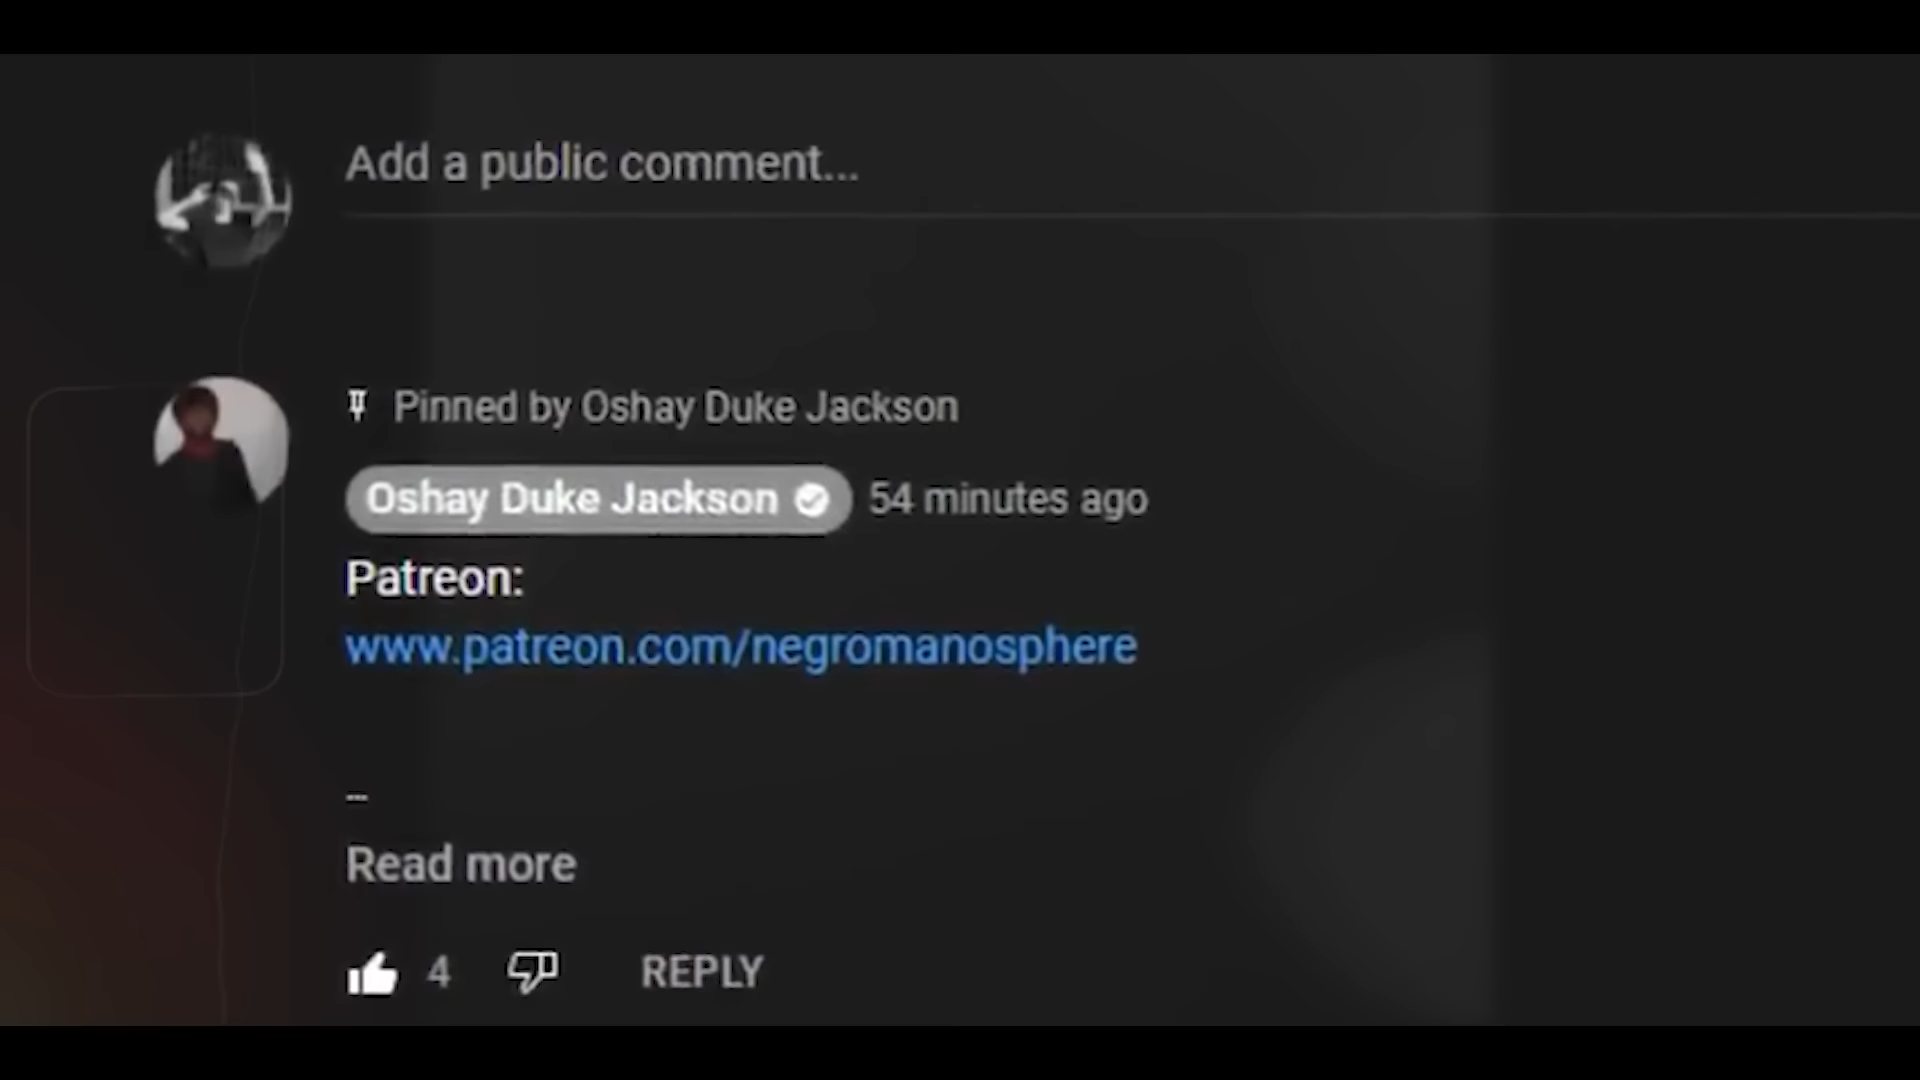 Add a public comment...
Pinned by Oshay Duke Jackson
Oshay Duke Jackson 54 minutes ago
Patreon:
www.patreon.com/negromanosphere
--
Read more
4 REPLY